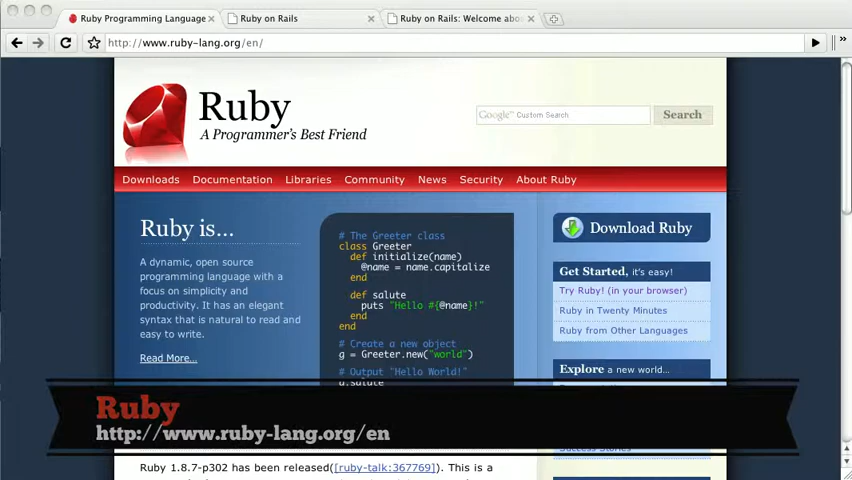 Ruby Programming Language
Ruby on Rails
Ruby on Rails: Welcome abo
http://www.ruby-lang.org/en/
Ruby
A Programmer's Best Friend
Google™ Custom Search
Search
Downloads Documentation Libraries Community News Security About Ruby
Ruby is...
A dynamic, open source
programming language with a
focus on simplicity and
productivity. It has an elegant
syntax that is natural to read and
easy to write.
Read More...
# The Greeter class
class Greeter
def initialize(name)
@name = name.capitalize
end
def salute
puts "Hello #{@name}!"
end
end
# Create a new object
g = Greeter.new("world")
# Output "Hello World!"
g.salute
Download Ruby
Get Started, it's easy!
Try Ruby! (in your browser)
Ruby in Twenty Minutes
Ruby from Other Languages
Explore a new world...
Ruby
http://www.ruby-lang.org/en
Success Stories
Ruby 1.8.7-p302 has been released([ruby-talk:367769]). This is a